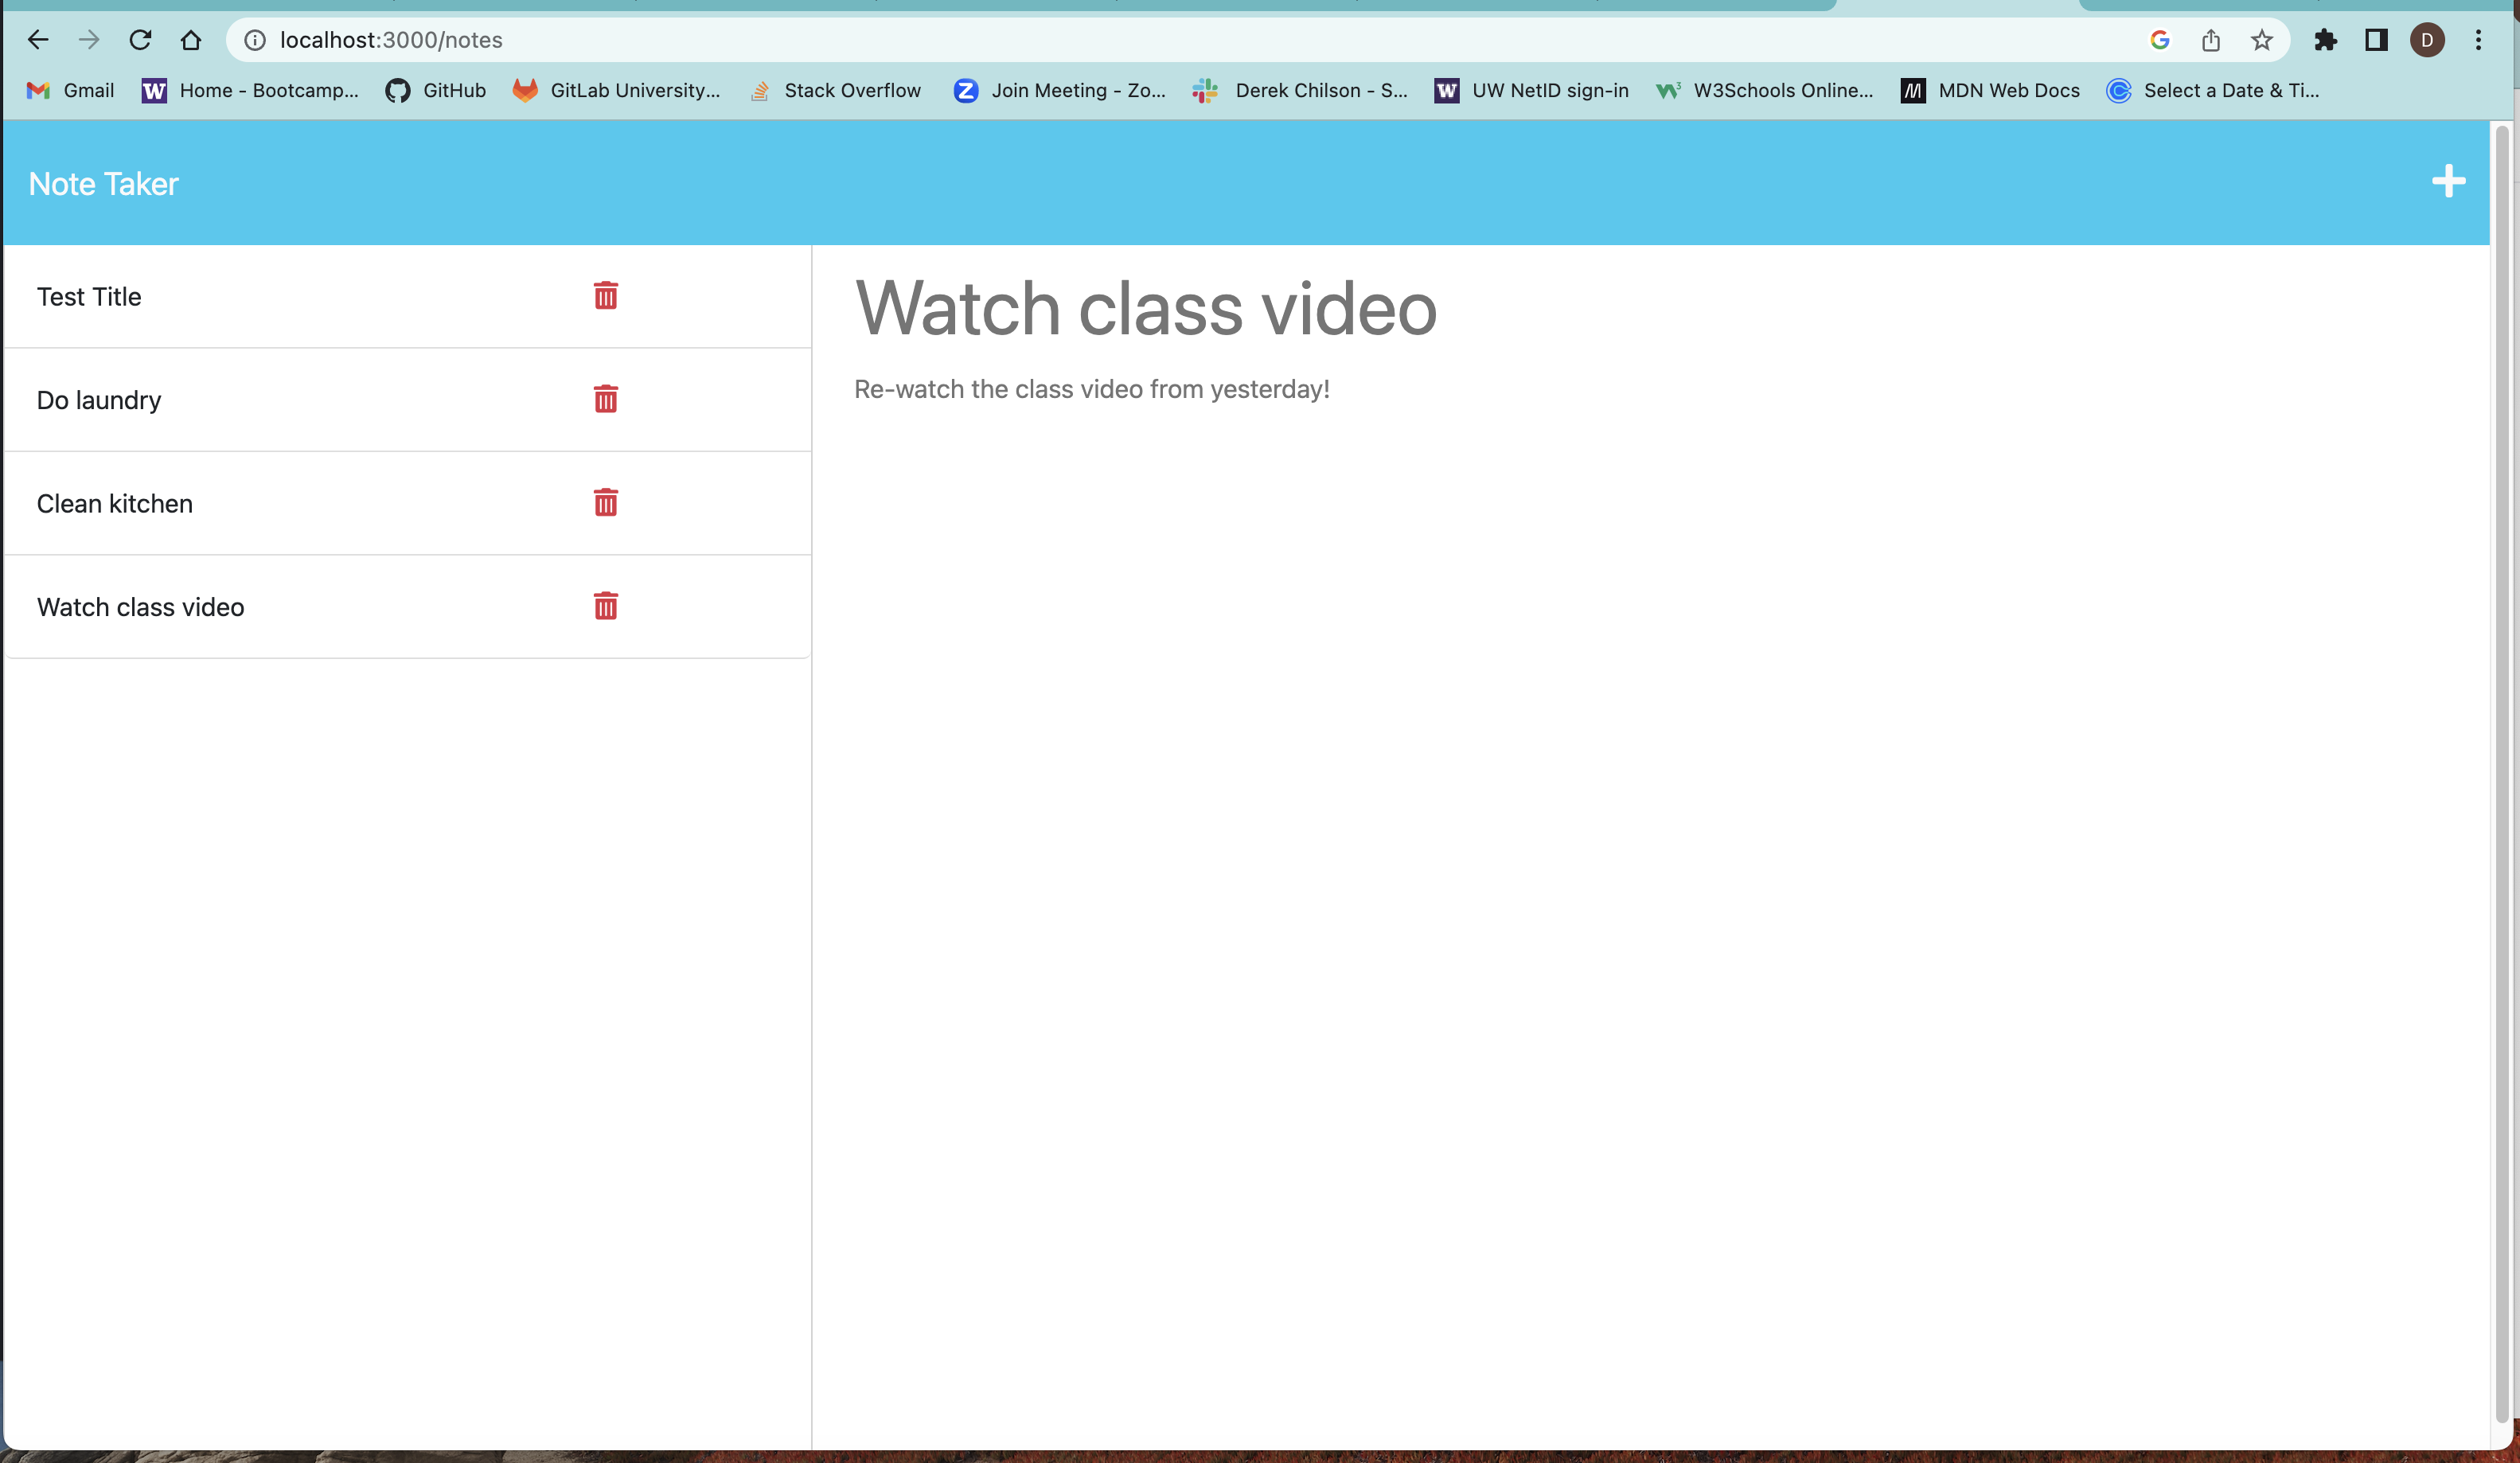 localhost:3000/notes
D
Gmail
Home - Bootcamp...
GitHub
GitLab University...
Stack Overflow
Join Meeting - Zo...
Derek Chilson - S...
UW NetID sign-in
W3Schools Online...
MDN Web Docs
Select a Date & Ti...
Note Taker
Test Title
Do laundry
Clean kitchen
Watch class video
Watch class video
Re-watch the class video from yesterday!